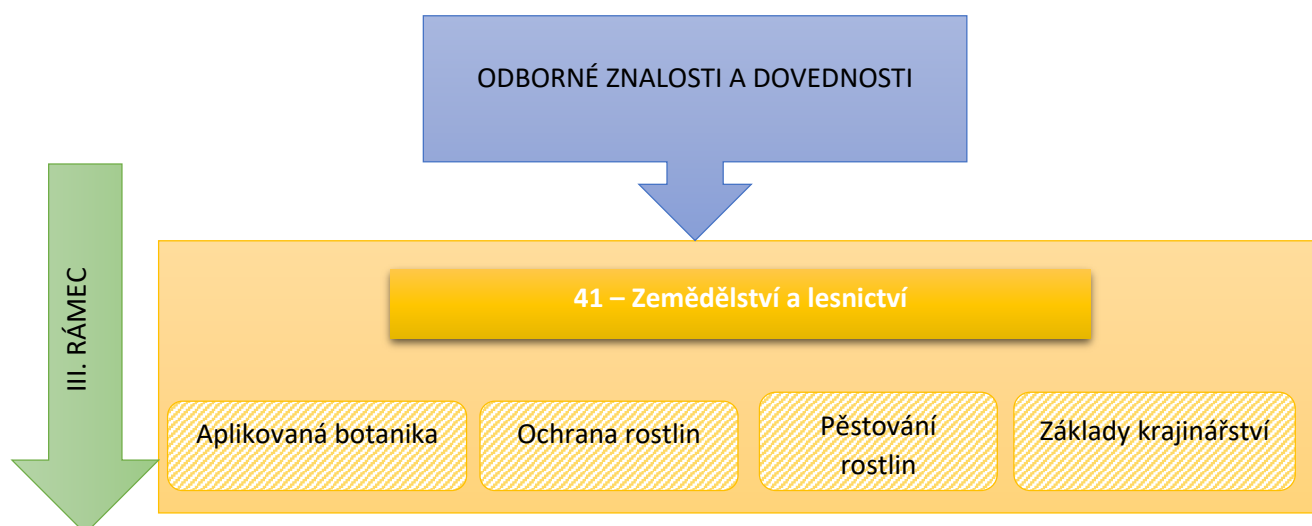 ODBORNÉ ZNALOSTI A DOVEDNOSTI
III. RÁMEC
41 – Zemědělství a lesnictví
Aplikovaná botanika
Ochrana rostlin
Pěstování
rostlin
Základy krajinářství